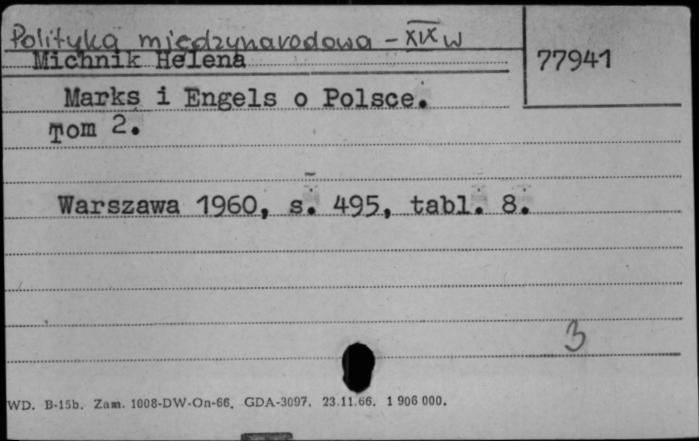 Polityka międzynarodowa - XIX w
77941
Michnik Helena
Marks i Engels o Polsce.
Tom 2.
Warszawa 1960, s. 495, tabl. 8.
3
WD. B-15b. Zam. 1008-DW-On-66. GDA-3097. 23.11.66. 1 906 000.